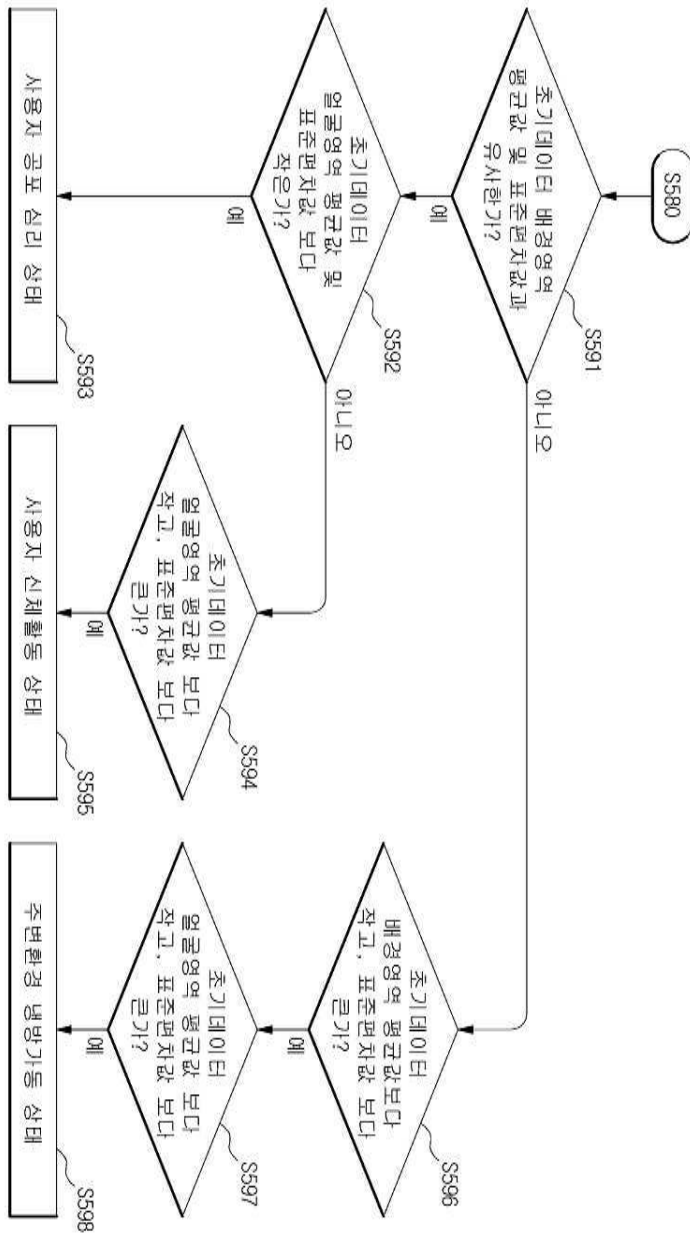 S580
초기데이터 배경영역
평균값 및 표준편차값과
유사한가?
S591
예
아니오
초기데이터
얼굴영역 평균값 및
표준편차값 보다
작은가?
S592
예
아니오
사용자 공포 심리 상태
S593
초기데이터
얼굴영역 평균값 보다
작고, 표준편차값 보다
큰가?
S594
예
사용자 신체활동 상태
S595
초기데이터
배경영역 평균값보다
작고, 표준편차값 보다
큰가?
S596
예
초기데이터
얼굴영역 평균값 보다
작고, 표준편차값 보다
큰가?
S597
예
주변환경 냉방가동 상태
S598